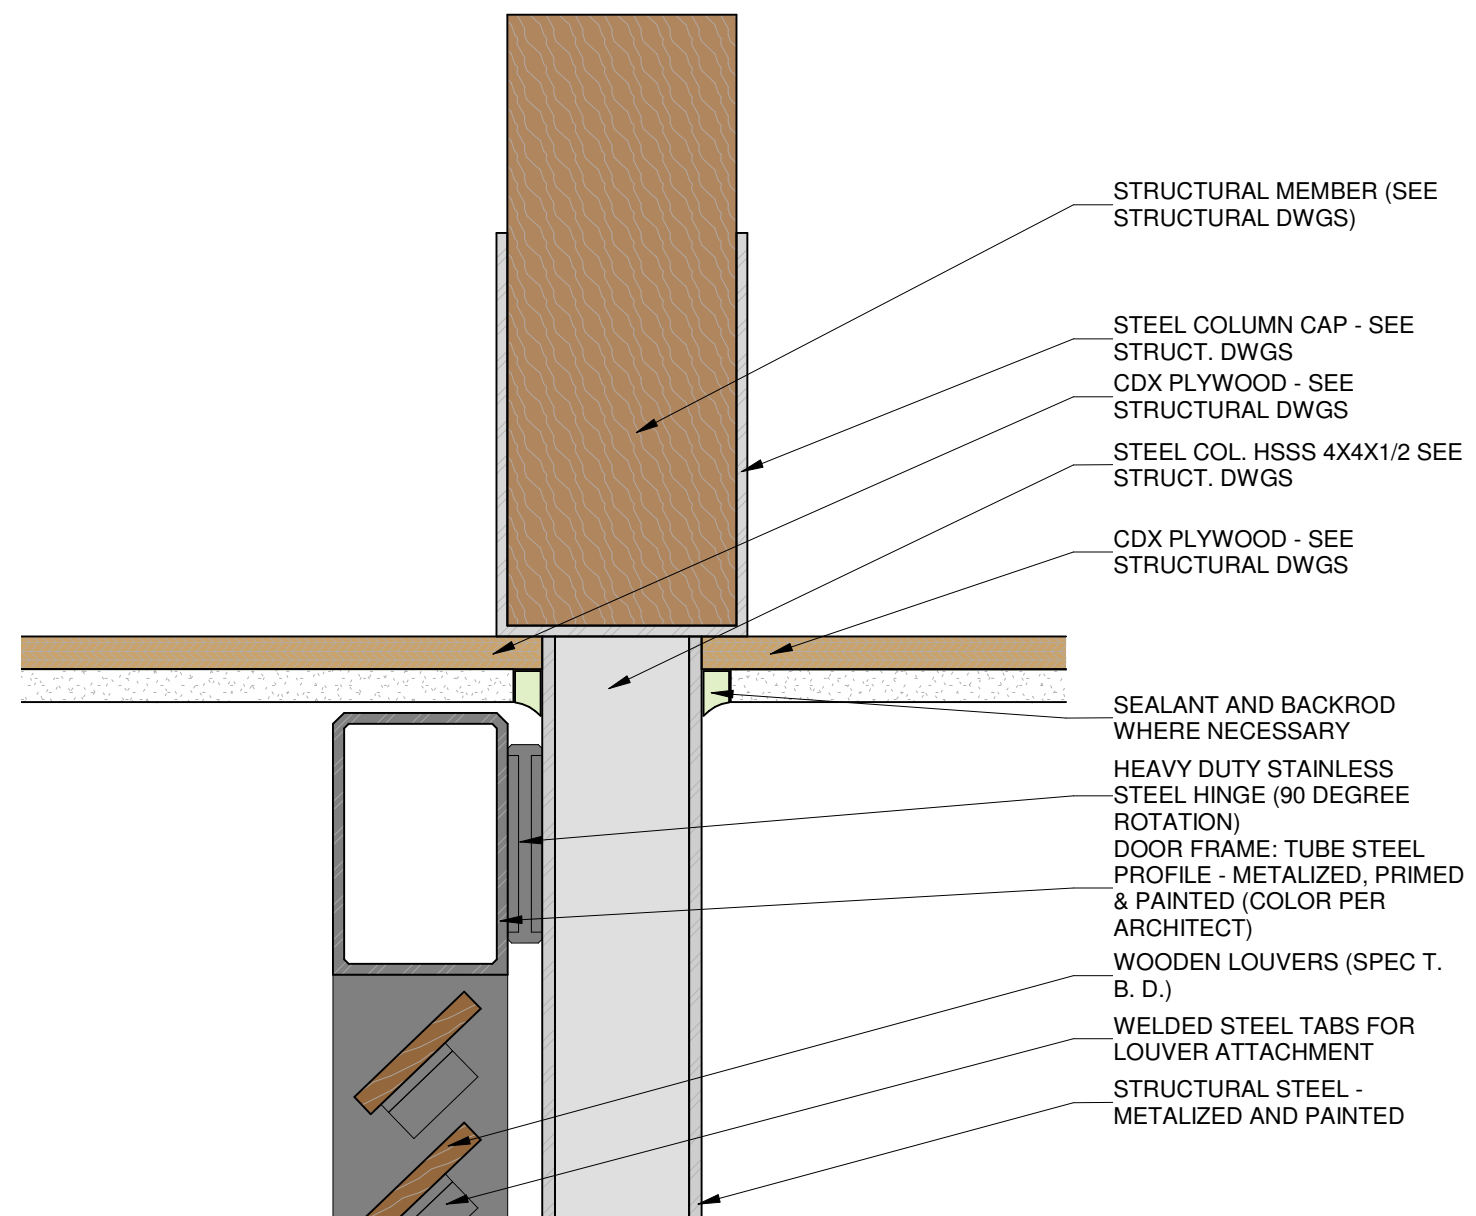 STRUCTURAL MEMBER (SEE
STRUCTURAL DWGS)
STEEL COLUMN CAP - SEE
STRUCT. DWGS
CDX PLYWOOD - SEE
STRUCTURAL DWGS
STEEL COL. HSSS 4X4X1/2 SEE
STRUCT. DWGS
CDX PLYWOOD - SEE
STRUCTURAL DWGS
SEALANT AND BACKROD
WHERE NECESSARY
HEAVY DUTY STAINLESS
STEEL HINGE (90 DEGREE
ROTATION)
DOOR FRAME: TUBE STEEL
PROFILE - METALIZED, PRIMED
& PAINTED (COLOR PER
ARCHITECT)
WOODEN LOUVERS (SPEC T.
B. D.)
WELDED STEEL TABS FOR
LOUVER ATTACHMENT
STRUCTURAL STEEL -
METALIZED AND PAINTED